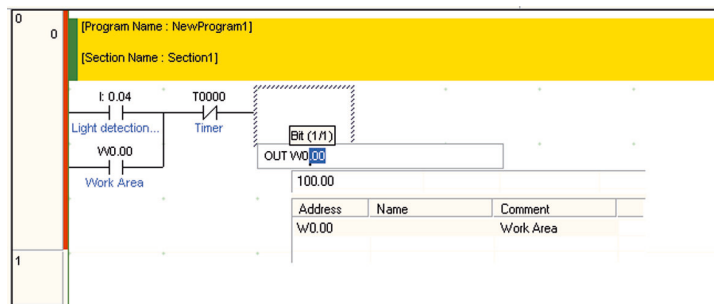 0
0
[Program Name : NewProgram1]
[Section Name : Section1]
I: 0.04
T0000
Light detection...
Timer
Bit (1/1)
OUT W0.00
W0.00
Work Area
100.00
Address Name Comment
W0.00 Work Area
1